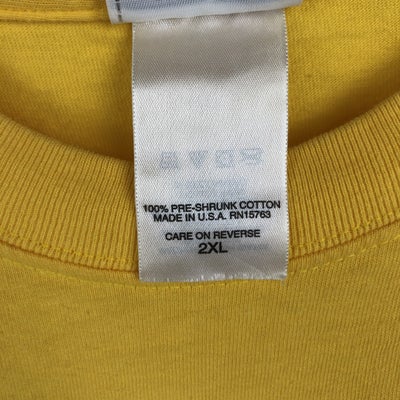 100% PRE-SHRUNK COTTON
MADE IN U.S.A. RN15763
CARE ON REVERSE
2XL